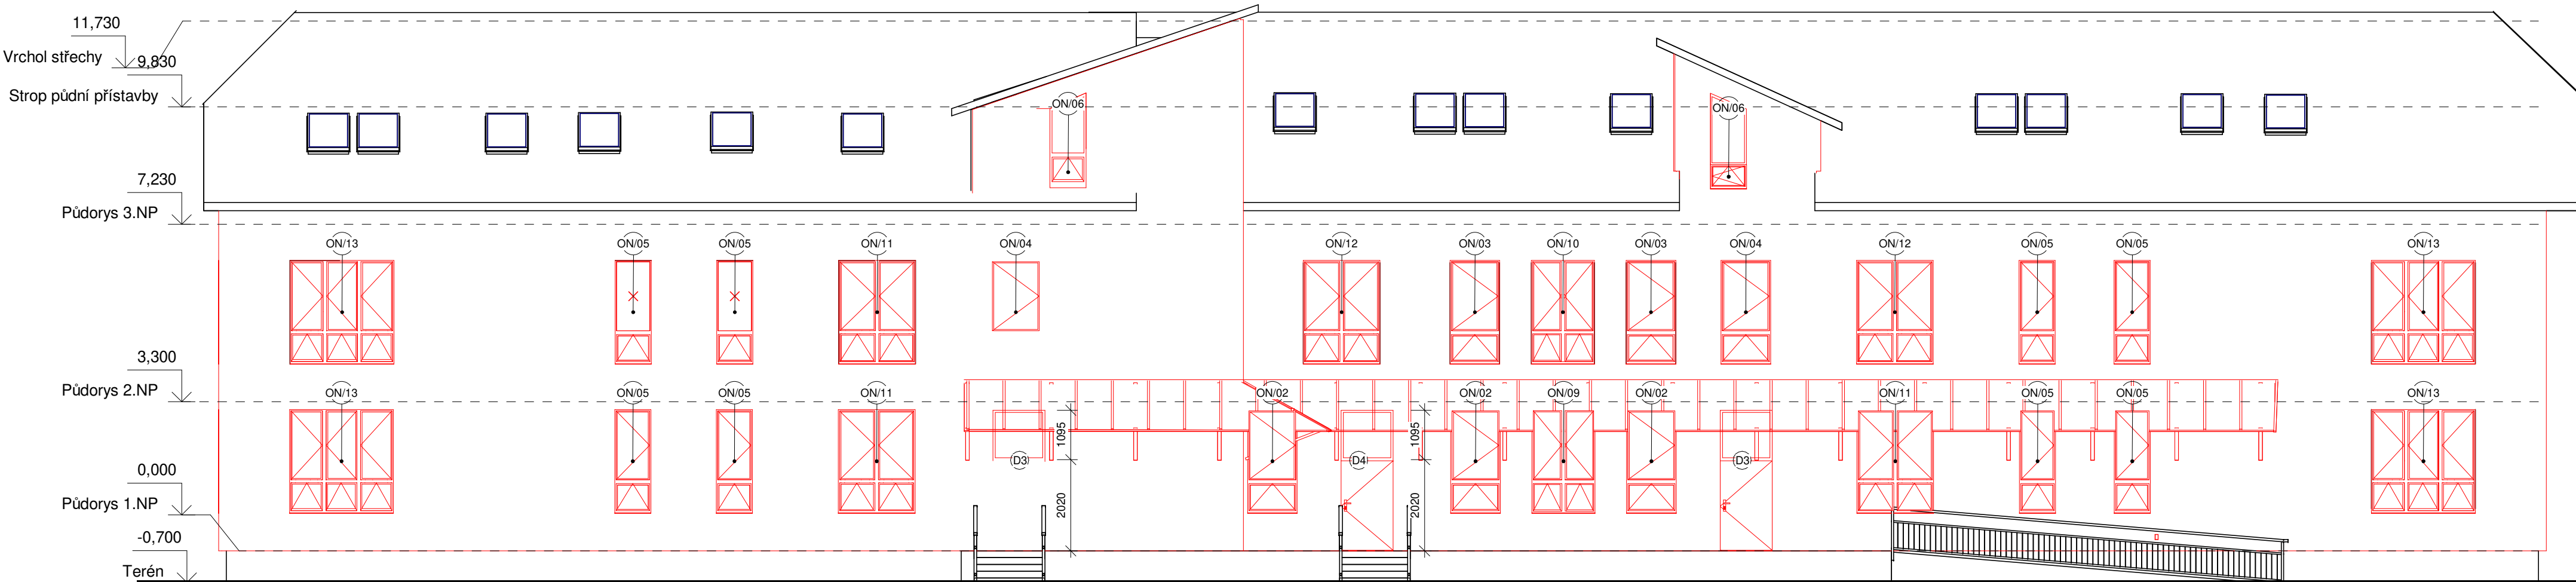 11,730
Vrchol střechy
9,830
Strop půdní přístavby
ON/06
ON/06
7,230
Půdorys 3.NP
ON/13
ON/05
ON/05
ON/11
ON/04
ON/12
ON/03
ON/10
ON/03
ON/04
ON/12
ON/05
ON/05
ON/13
3,300
Půdorys 2.NP
ON/13
ON/05
ON/05
ON/11
ON/02
ON/02
ON/09
ON/02
ON/11
ON/05
ON/05
ON/13
1095
1095
D3
D4
D3
0,000
Půdorys 1.NP
2020
2020
-0,700
Terén